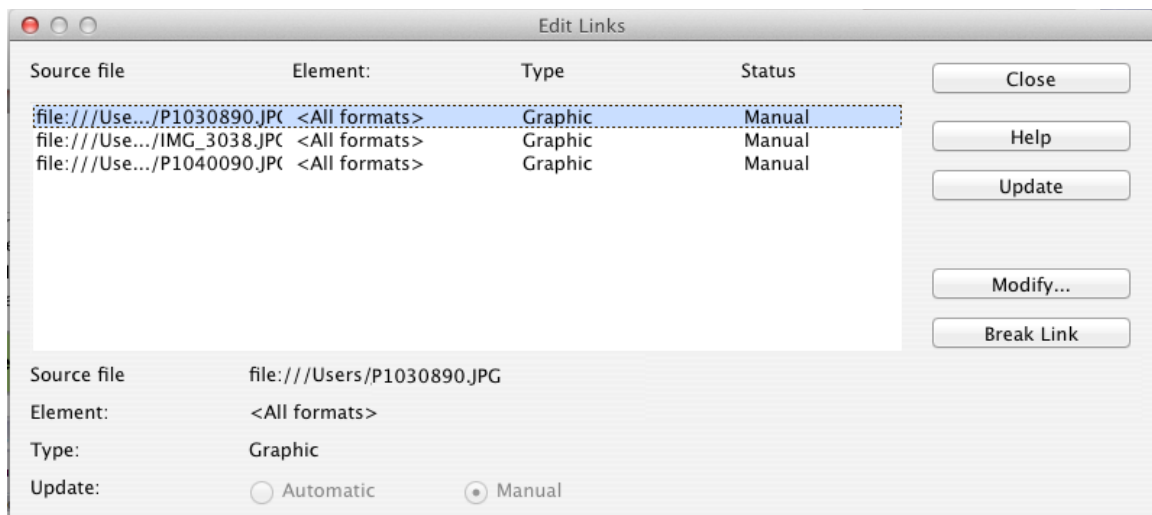 Edit Links
Source file Element: Type Status
file:///Use.../P1030890.JP( <All formats> Graphic Manual
file:///Use.../IMG_3038.JP( <All formats> Graphic Manual
file:///Use.../P1040090.JP( <All formats> Graphic Manual
Close
Help
Update
Modify...
Break Link
Source file file:///Users/P1030890.JPG
Element: <All formats>
Type: Graphic
Update: Automatic Manual